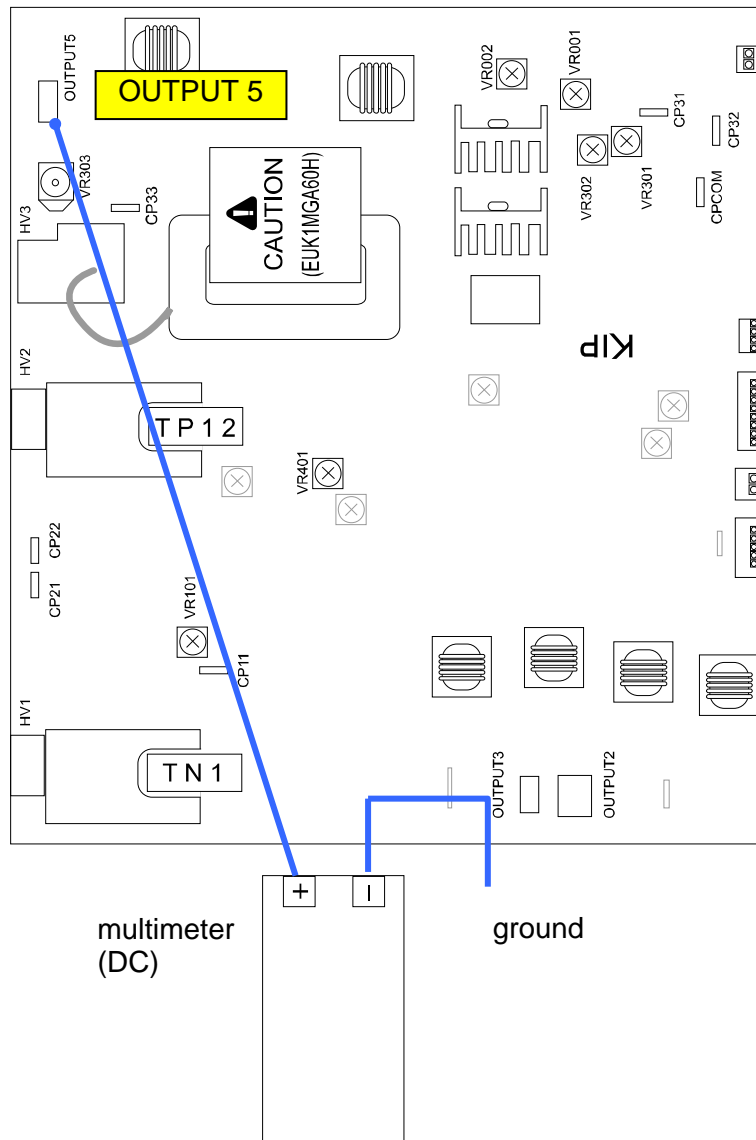 OUTPUT5
OUTPUT 5
VR002
VR001
CP31
CP32
VR303
CP33
VR302
VR301
CPCOM
HV3
CAUTION
(EUK1MGA60H)
KIP
HV2
TP12
VR401
CP22
CP21
VR101
CP11
HV1
TN1
OUTPUT3
OUTPUT2
+
−
multimeter
(DC)
ground